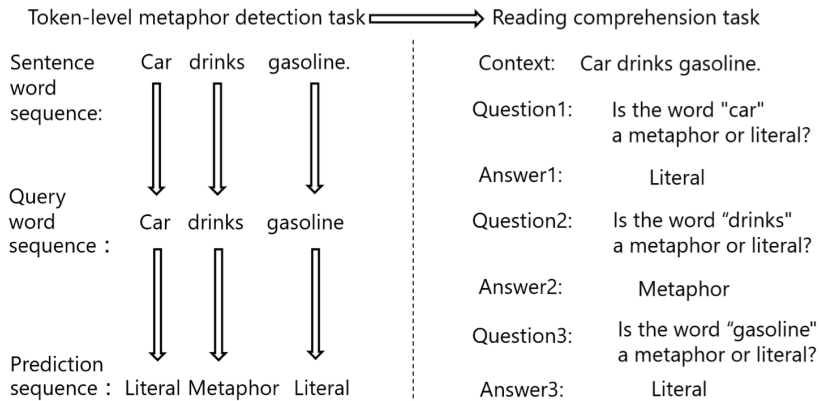 Token-level metaphor detection task Reading comprehension task
Sentence
word
sequence:
Car drinks gasoline.
Query
word
sequence：
Car drinks gasoline
Prediction
sequence：
Literal Metaphor Literal
Context: Car drinks gasoline.
Question1: Is the word "car"
a metaphor or literal?
Answer1: Literal
Question2: Is the word “drinks"
a metaphor or literal?
Answer2: Metaphor
Question3: Is the word “gasoline"
a metaphor or literal?
Answer3: Literal